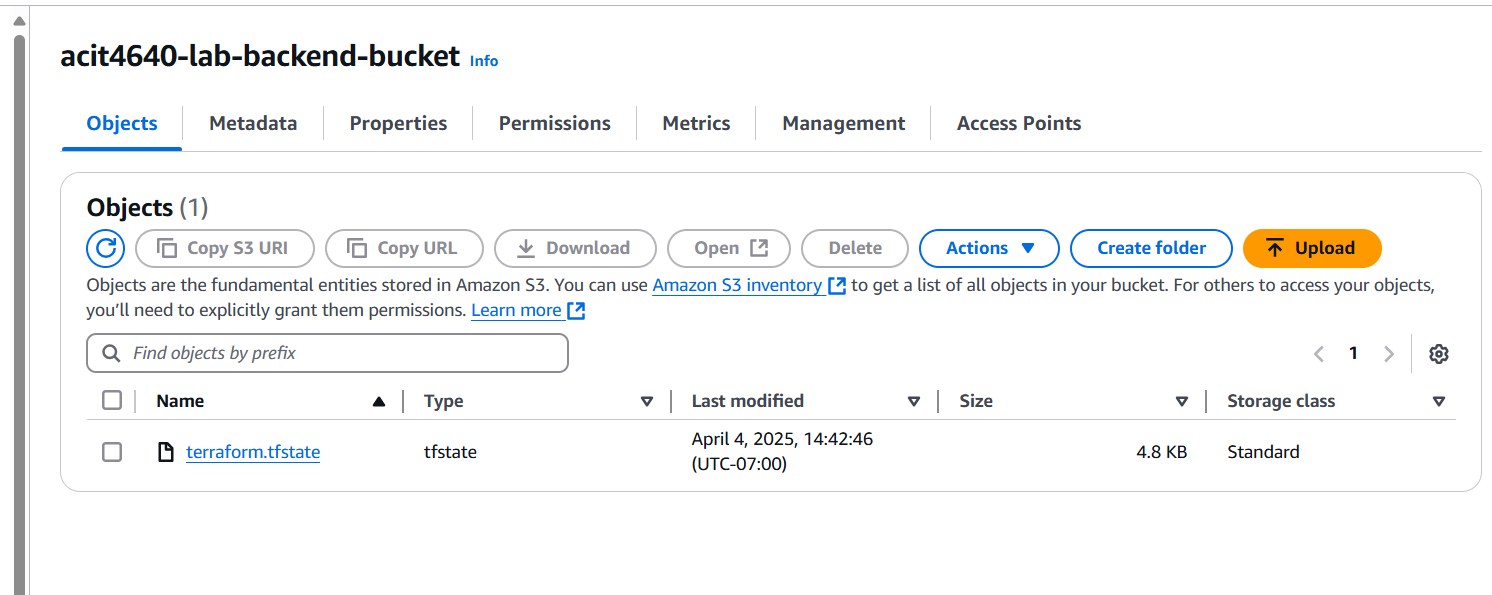 acit4640-lab-backend-bucket Info
Objects Metadata Properties Permissions Metrics Management Access Points
Objects (1)
Copy S3 URI Copy URL Download Open Delete Actions Create folder Upload
Objects are the fundamental entities stored in Amazon S3. You can use Amazon S3 inventory to get a list of all objects in your bucket. For others to access your objects,
you’ll need to explicitly grant them permissions. Learn more
Find objects by prefix 1
Name Type Last modified Size Storage class
terraform.tfstate tfstate April 4, 2025, 14:42:46 4.8 KB Standard
(UTC-07:00)